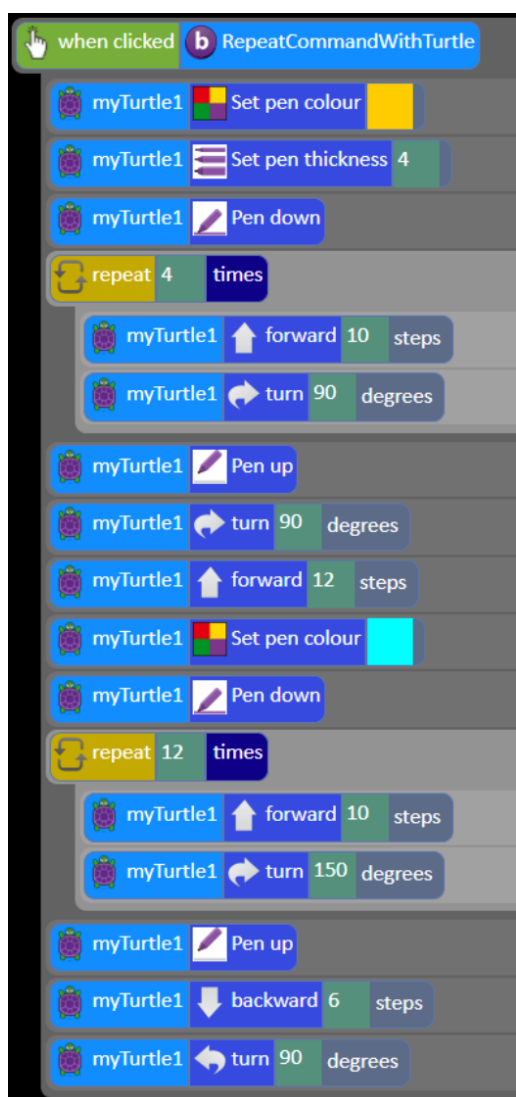 when clicked b RepeatCommandWithTurtle
myTurtle1 Set pen colour
myTurtle1 Set pen thickness 4
myTurtle1 Pen down
repeat 4 times
myTurtle1 forward 10 steps
myTurtle1 turn 90 degrees
myTurtle1 Pen up
myTurtle1 turn 90 degrees
myTurtle1 forward 12 steps
myTurtle1 Set pen colour
myTurtle1 Pen down
repeat 12 times
myTurtle1 forward 10 steps
myTurtle1 turn 150 degrees
myTurtle1 Pen up
myTurtle1 backward 6 steps
myTurtle1 turn 90 degrees